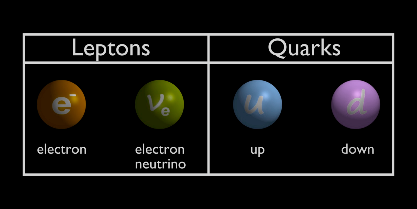 Leptons
Quarks
e⁻
νe
u
d
electron
electron
neutrino
up
down